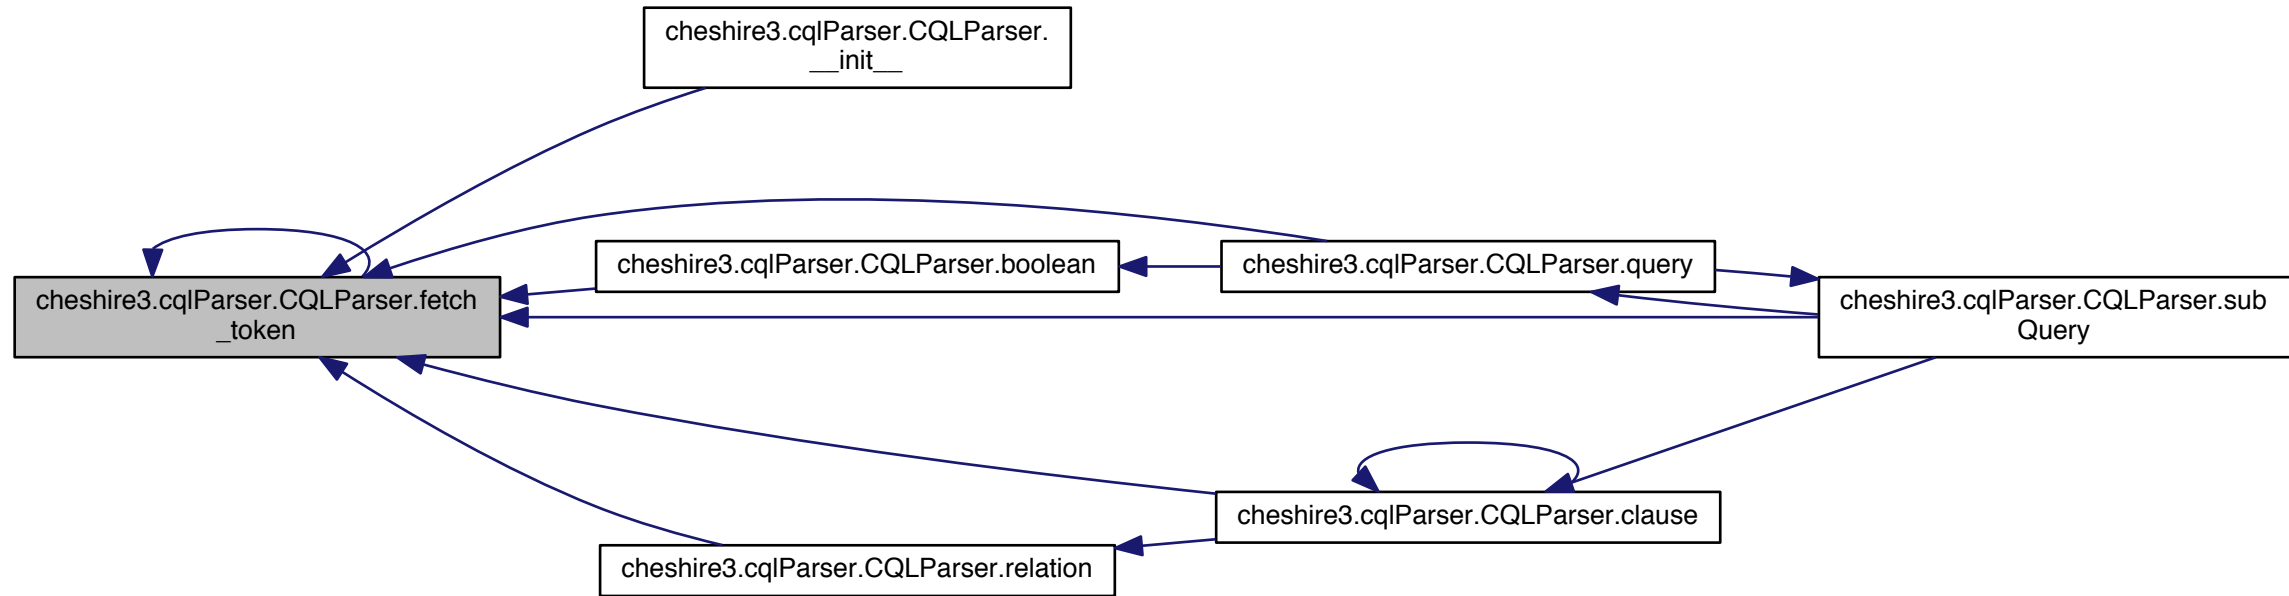 cheshire3.cqlParser.CQLParser.
__init__
cheshire3.cqlParser.CQLParser.boolean
cheshire3.cqlParser.CQLParser.query
cheshire3.cqlParser.CQLParser.fetch
_token
cheshire3.cqlParser.CQLParser.sub
Query
cheshire3.cqlParser.CQLParser.clause
cheshire3.cqlParser.CQLParser.relation